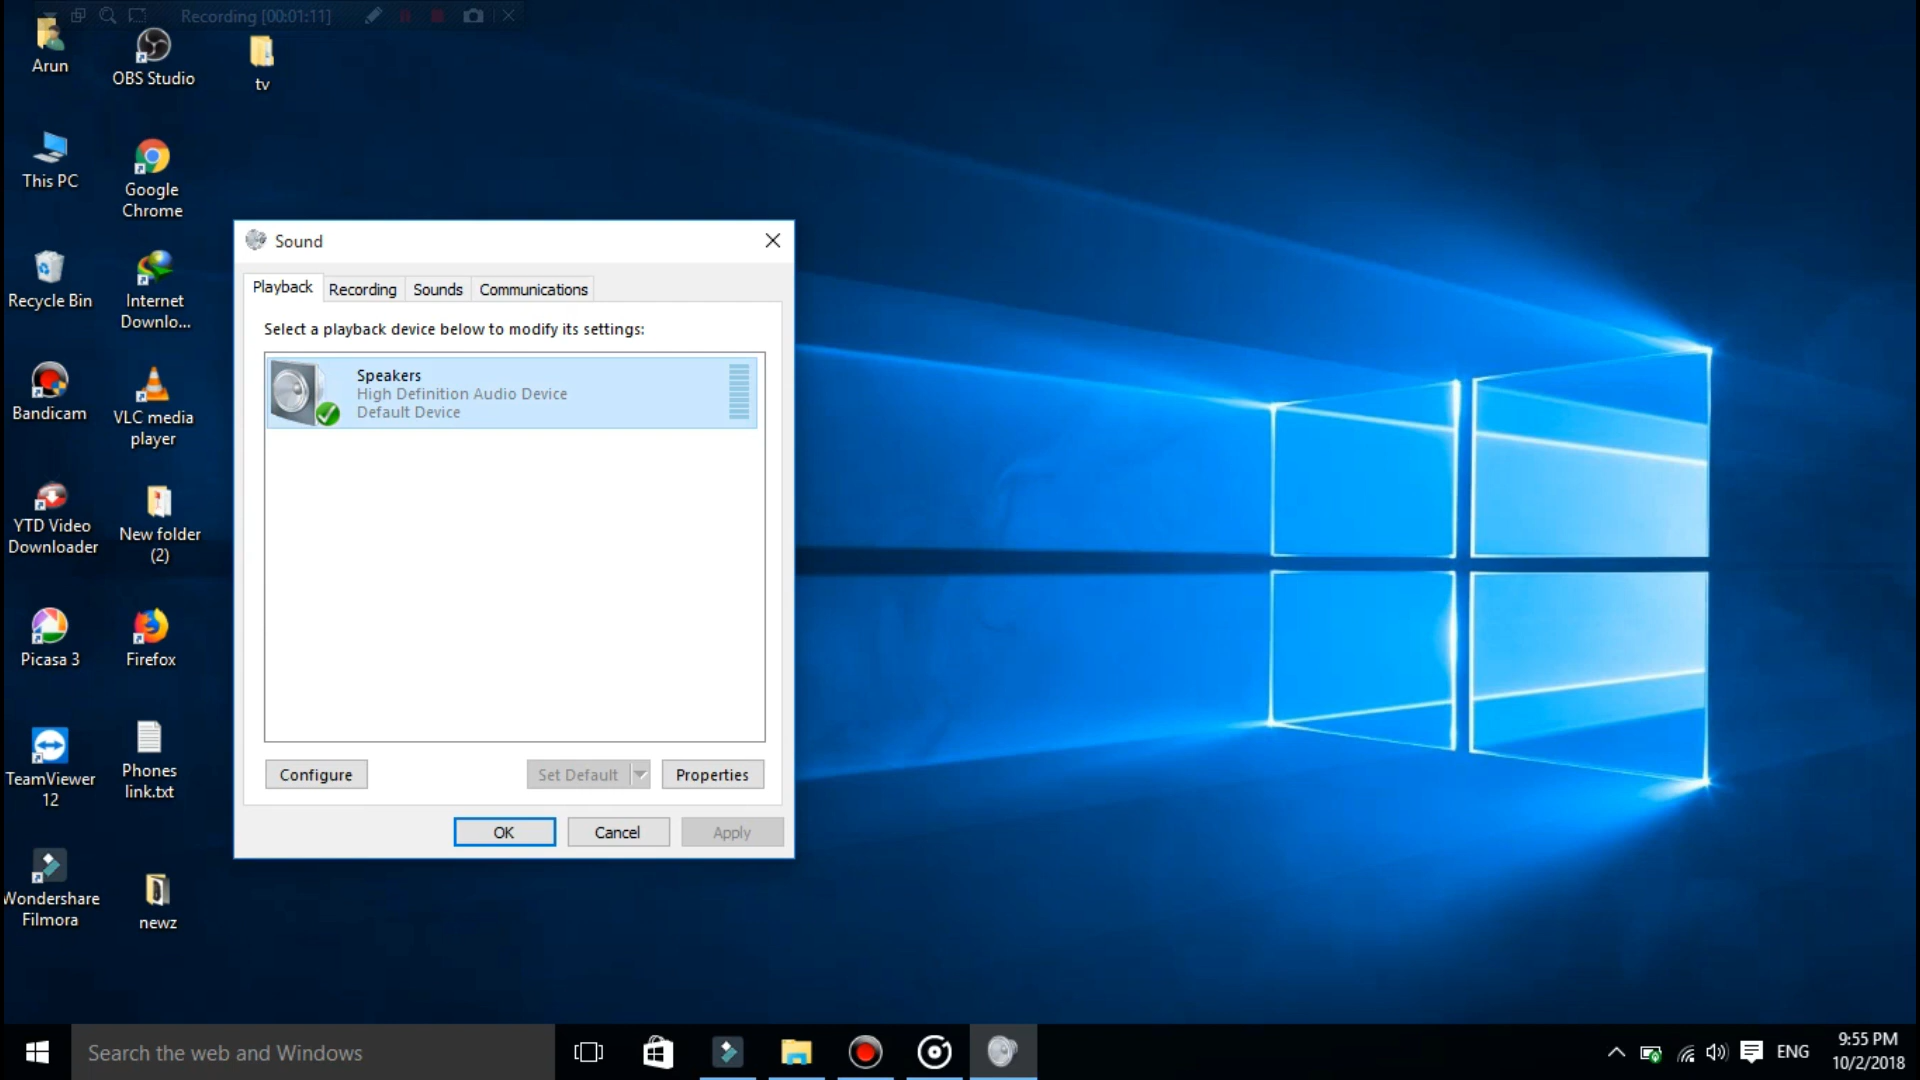 Recording [00:01:11]
Arun
OBS Studio
tv
This PC
Google
Chrome
Recycle Bin
Internet
Downlo...
Bandicam
VLC media
player
YTD Video
Downloader
New folder
(2)
Picasa 3
Firefox
TeamViewer
12
Phones
link.txt
Wondershare
Filmora
newz
Sound
Playback
Recording
Sounds
Communications
Select a playback device below to modify its settings:
Speakers
High Definition Audio Device
Default Device
Configure
Set Default
Properties
OK
Cancel
Apply
Search the web and Windows
ENG
9:55 PM
10/2/2018